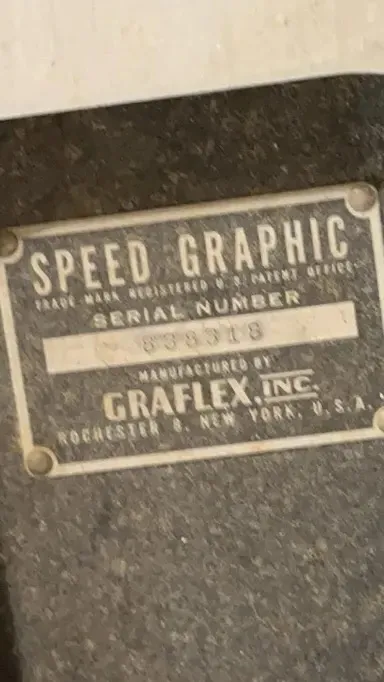 SPEED GRAPHIC
TRADE MARK REGISTERED U.S. PATENT OFFICE
SERIAL NUMBER
MANUFACTURED BY
GRAFLEX, INC.
ROCHESTER 8, NEW YORK, U.S.A.